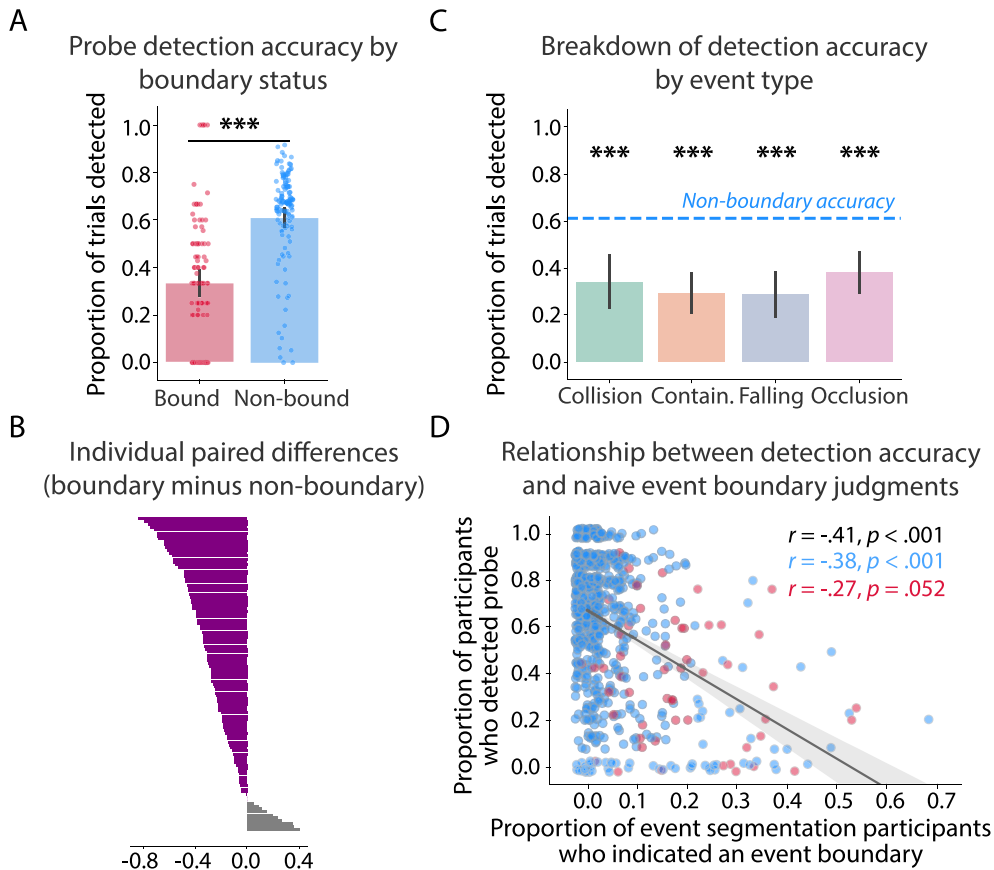 A
Probe detection accuracy by
boundary status
Proportion of trials detected
1.0
0.8
0.6
0.4
0.2
0.0
***
Bound
Non-bound
C
Breakdown of detection accuracy
by event type
Proportion of trials detected
1.0
0.8
0.6
0.4
0.2
0.0
*** *** *** ***
Non-boundary accuracy
Collision Contain. Falling Occlusion
B
Individual paired differences
(boundary minus non-boundary)
-0.8 -0.4 0.0 0.4
D
Relationship between detection accuracy
and naive event boundary judgments
Proportion of participants
who detected probe
1.0
0.8
0.6
0.4
0.2
0.0
r = -.41, p < .001
r = -.38, p < .001
r = -.27, p = .052
0.0 0.1 0.2 0.3 0.4 0.5 0.6 0.7
Proportion of event segmentation participants
who indicated an event boundary